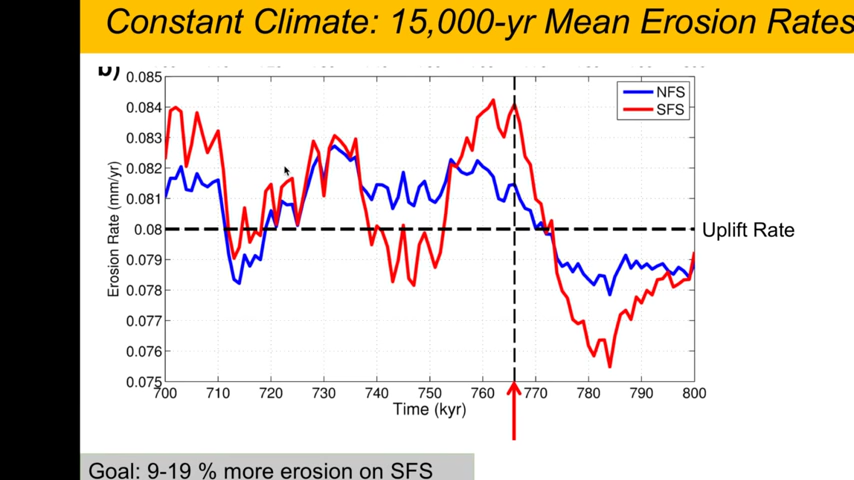 Constant Climate: 15,000-yr Mean Erosion Rates
b)
0.085
0.084
0.083
0.082
0.081
0.08
0.079
0.078
0.077
0.076
0.075
Erosion Rate (mm/yr)
NFS
SFS
Uplift Rate
700 710 720 730 740 750 760 770 780 790 800
Time (kyr)
Goal: 9-19 % more erosion on SFS